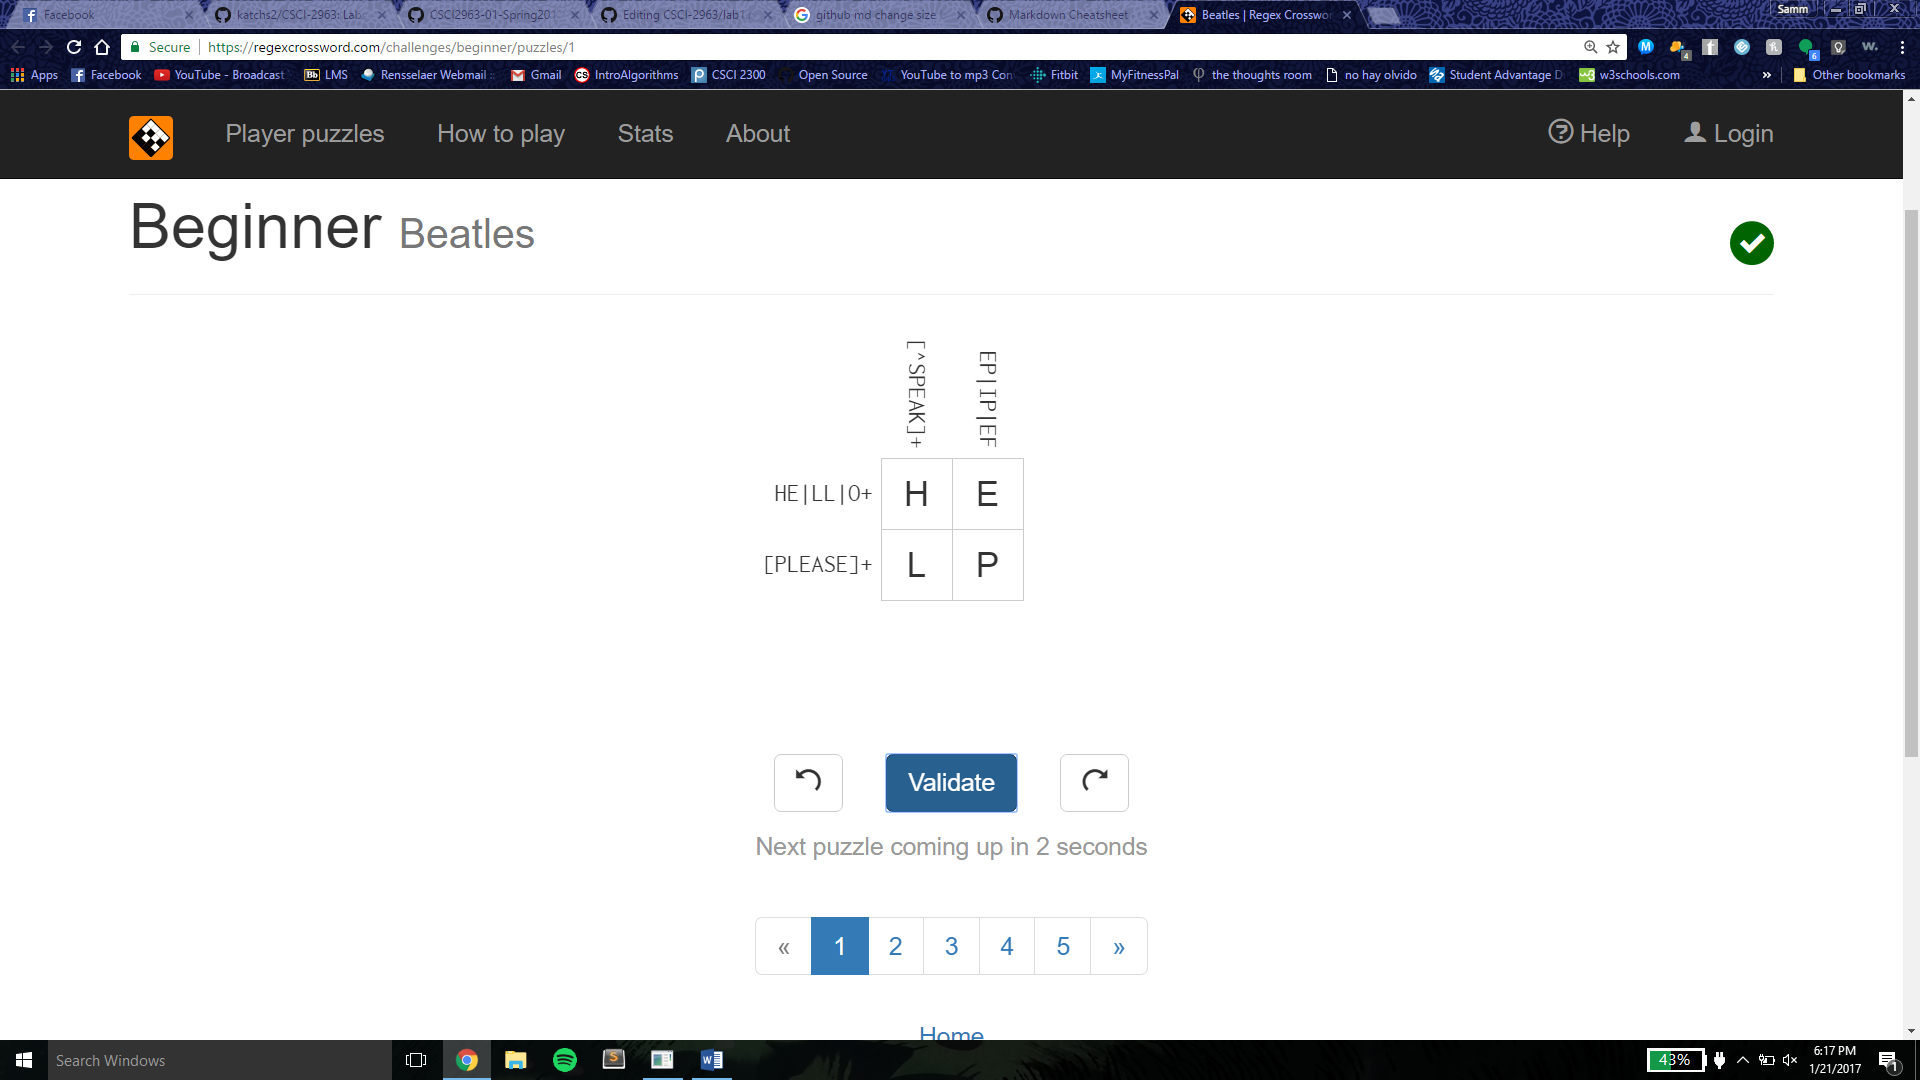 Facebook
katchs2/CSCI-2963: Lab
CSCI2963-01-Spring201
Editing CSCI-2963/lab1
github md change size
Markdown Cheatsheet
Beatles | Regex Crosswor
Samm
Secure
https://regexcrossword.com/challenges/beginner/puzzles/1
Apps
Facebook
YouTube - Broadcast
LMS
Rensselaer Webmail :
Gmail
IntroAlgorithms
CSCI 2300
Open Source
YouTube to mp3 Con
Fitbit
MyFitnessPal
the thoughts room
no hay olvido
Student Advantage D
w3schools.com
»
Other bookmarks
Player puzzles
How to play
Stats
About
Help
Login
Beginner Beatles
[^SPEAK]+
EP|IP|EF
HE|LL|O+
H E
[PLEASE]+
L P
Validate
Next puzzle coming up in 2 seconds
« 1 2 3 4 5 »
Home
Search Windows
43%
6:17 PM
1/21/2017
1